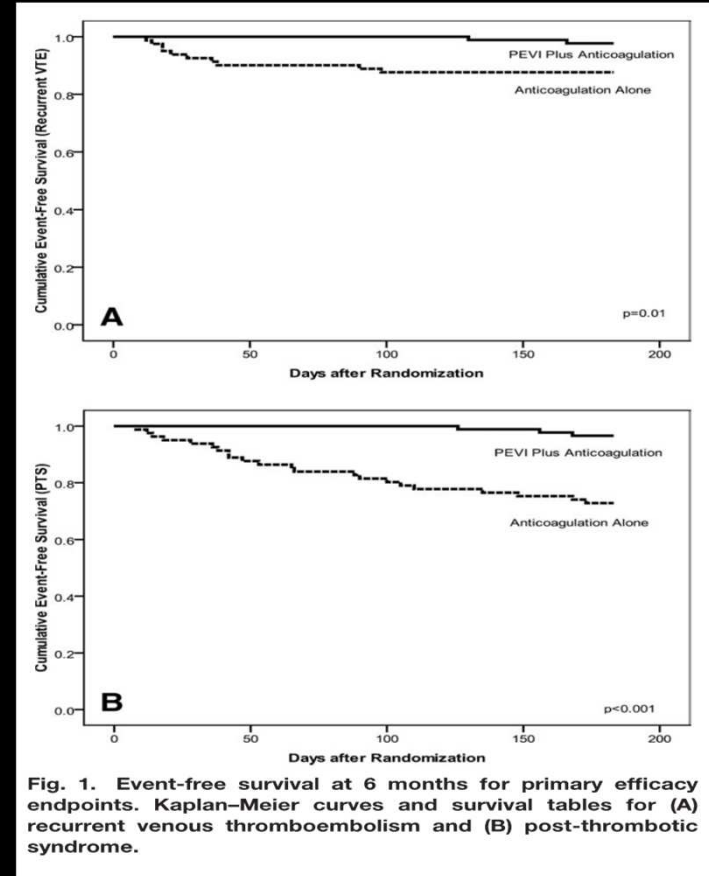 Cumulative Event-Free Survival (Recurrent VTE)
1.0
0.8
0.6
0.4
0.2
0.0
PEVI Plus Anticoagulation
Anticoagulation Alone
A
p=0.01
0 50 100 150 200
Days after Randomization
Cumulative Event-Free Survival (PTS)
1.0
0.8
0.6
0.4
0.2
0.0
PEVI Plus Anticoagulation
Anticoagulation Alone
B
p<0.001
0 50 100 150 200
Days after Randomization
Fig. 1. Event-free survival at 6 months for primary efficacy
endpoints. Kaplan–Meier curves and survival tables for (A)
recurrent venous thromboembolism and (B) post-thrombotic
syndrome.